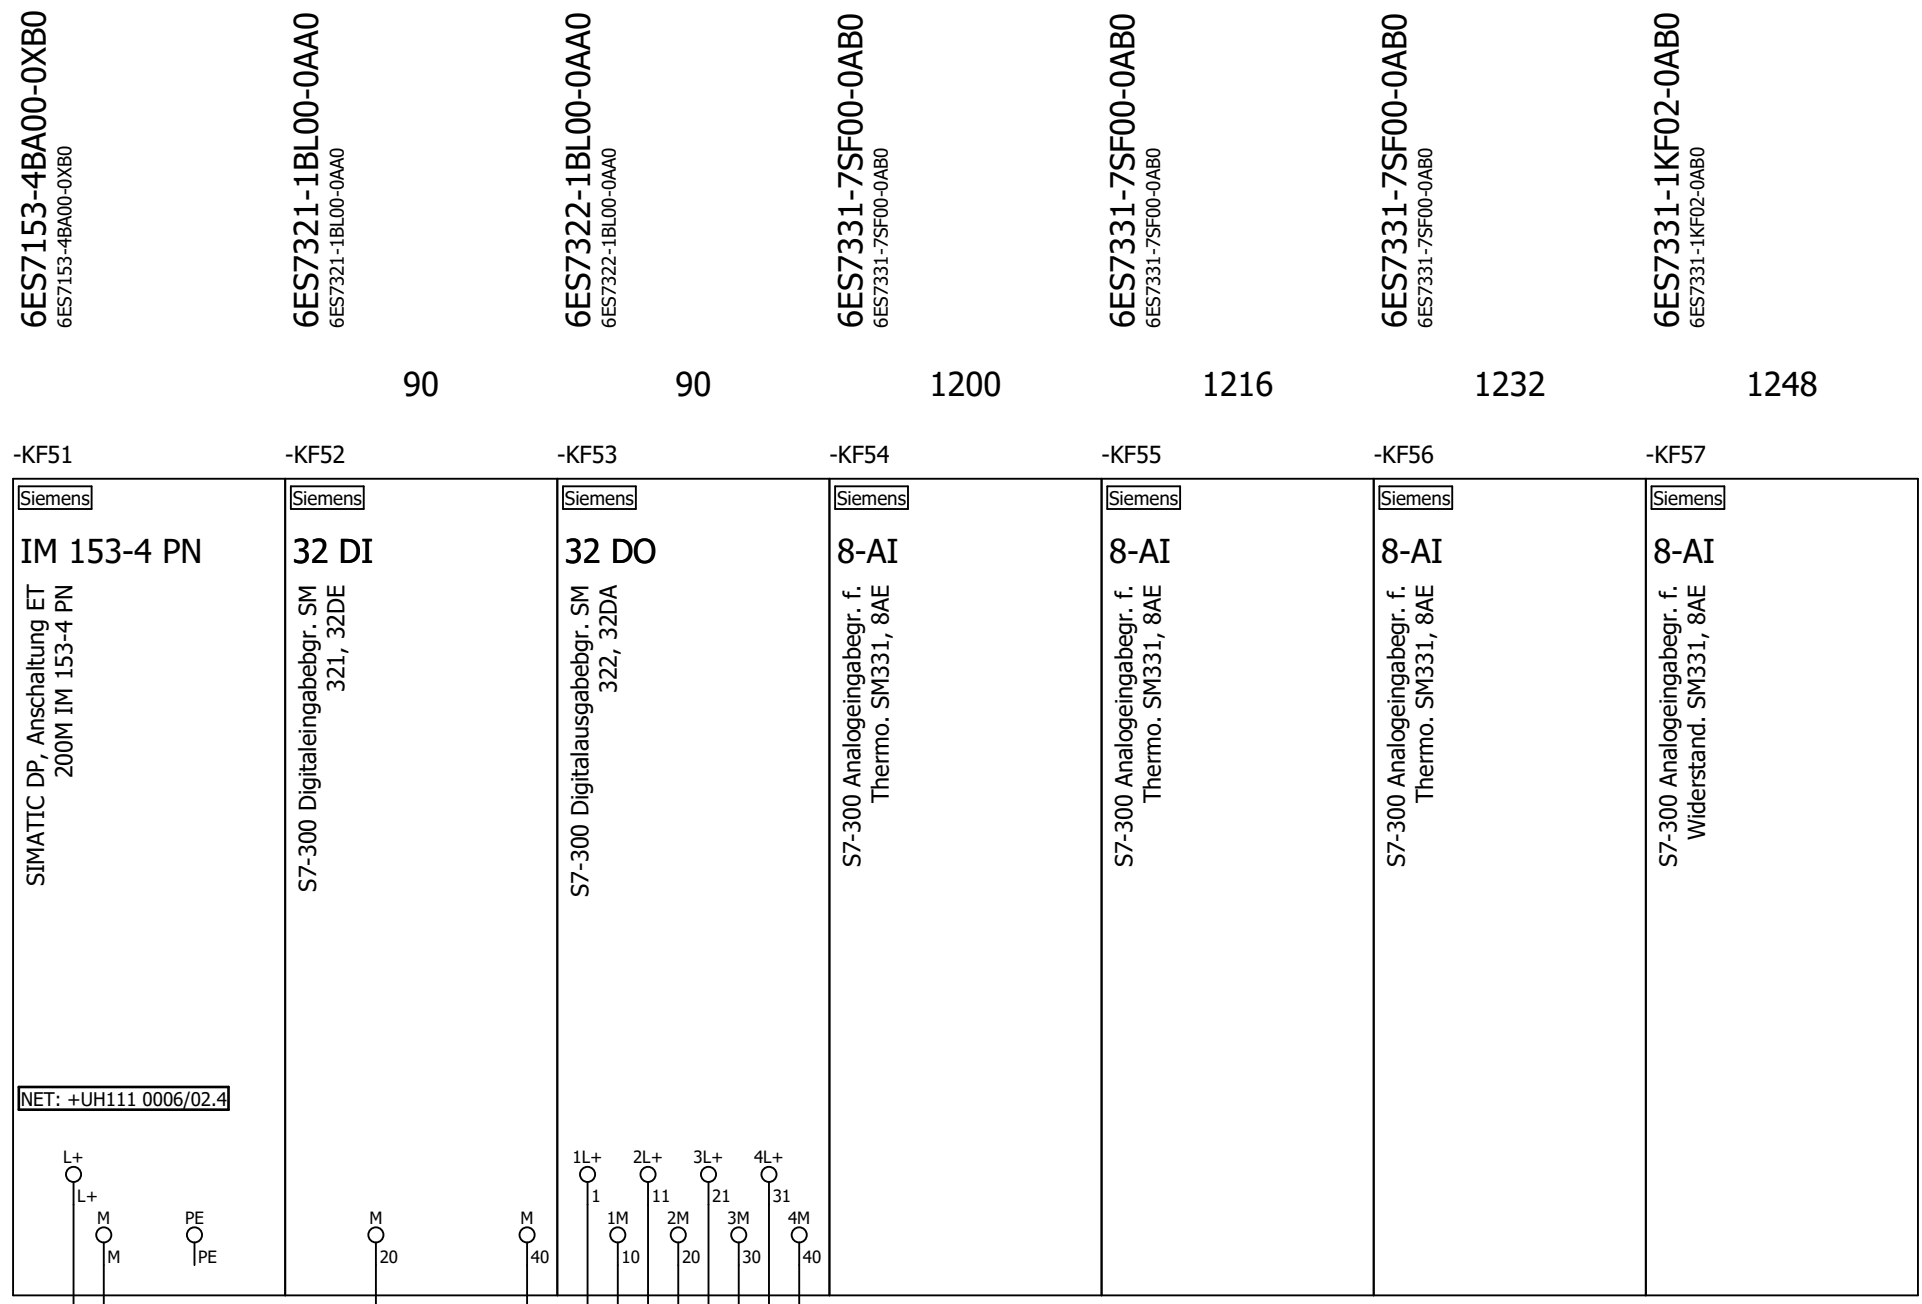 6ES7153-4BA00-0XB0
6ES7153-4BA00-0XB0
6ES7321-1BL00-0AA0
6ES7321-1BL00-0AA0
6ES7322-1BL00-0AA0
6ES7322-1BL00-0AA0
6ES7331-7SF00-0AB0
6ES7331-7SF00-0AB0
6ES7331-7SF00-0AB0
6ES7331-7SF00-0AB0
6ES7331-7SF00-0AB0
6ES7331-7SF00-0AB0
6ES7331-1KF02-0AB0
6ES7331-1KF02-0AB0
90
90
1200
1216
1232
1248
-KF51
-KF52
-KF53
-KF54
-KF55
-KF56
-KF57
Siemens
IM 153-4 PN
SIMATIC DP, Anschaltung ET
200M IM 153-4 PN
NET: +UH111 0006/02.4
L+
L+
M
M
PE
PE
Siemens
32 DI
S7-300 Digitaleingabebgr. SM
321, 32DE
M
20
M
40
Siemens
32 DO
S7-300 Digitalausgabebgr. SM
322, 32DA
1L+
1
1M
10
2L+
11
2M
20
3L+
21
3M
30
4L+
31
4M
40
Siemens
8-AI
S7-300 Analogeingabegr. f.
Thermo. SM331, 8AE
Siemens
8-AI
S7-300 Analogeingabegr. f.
Thermo. SM331, 8AE
Siemens
8-AI
S7-300 Analogeingabegr. f.
Thermo. SM331, 8AE
Siemens
8-AI
S7-300 Analogeingabegr. f.
Widerstand. SM331, 8AE